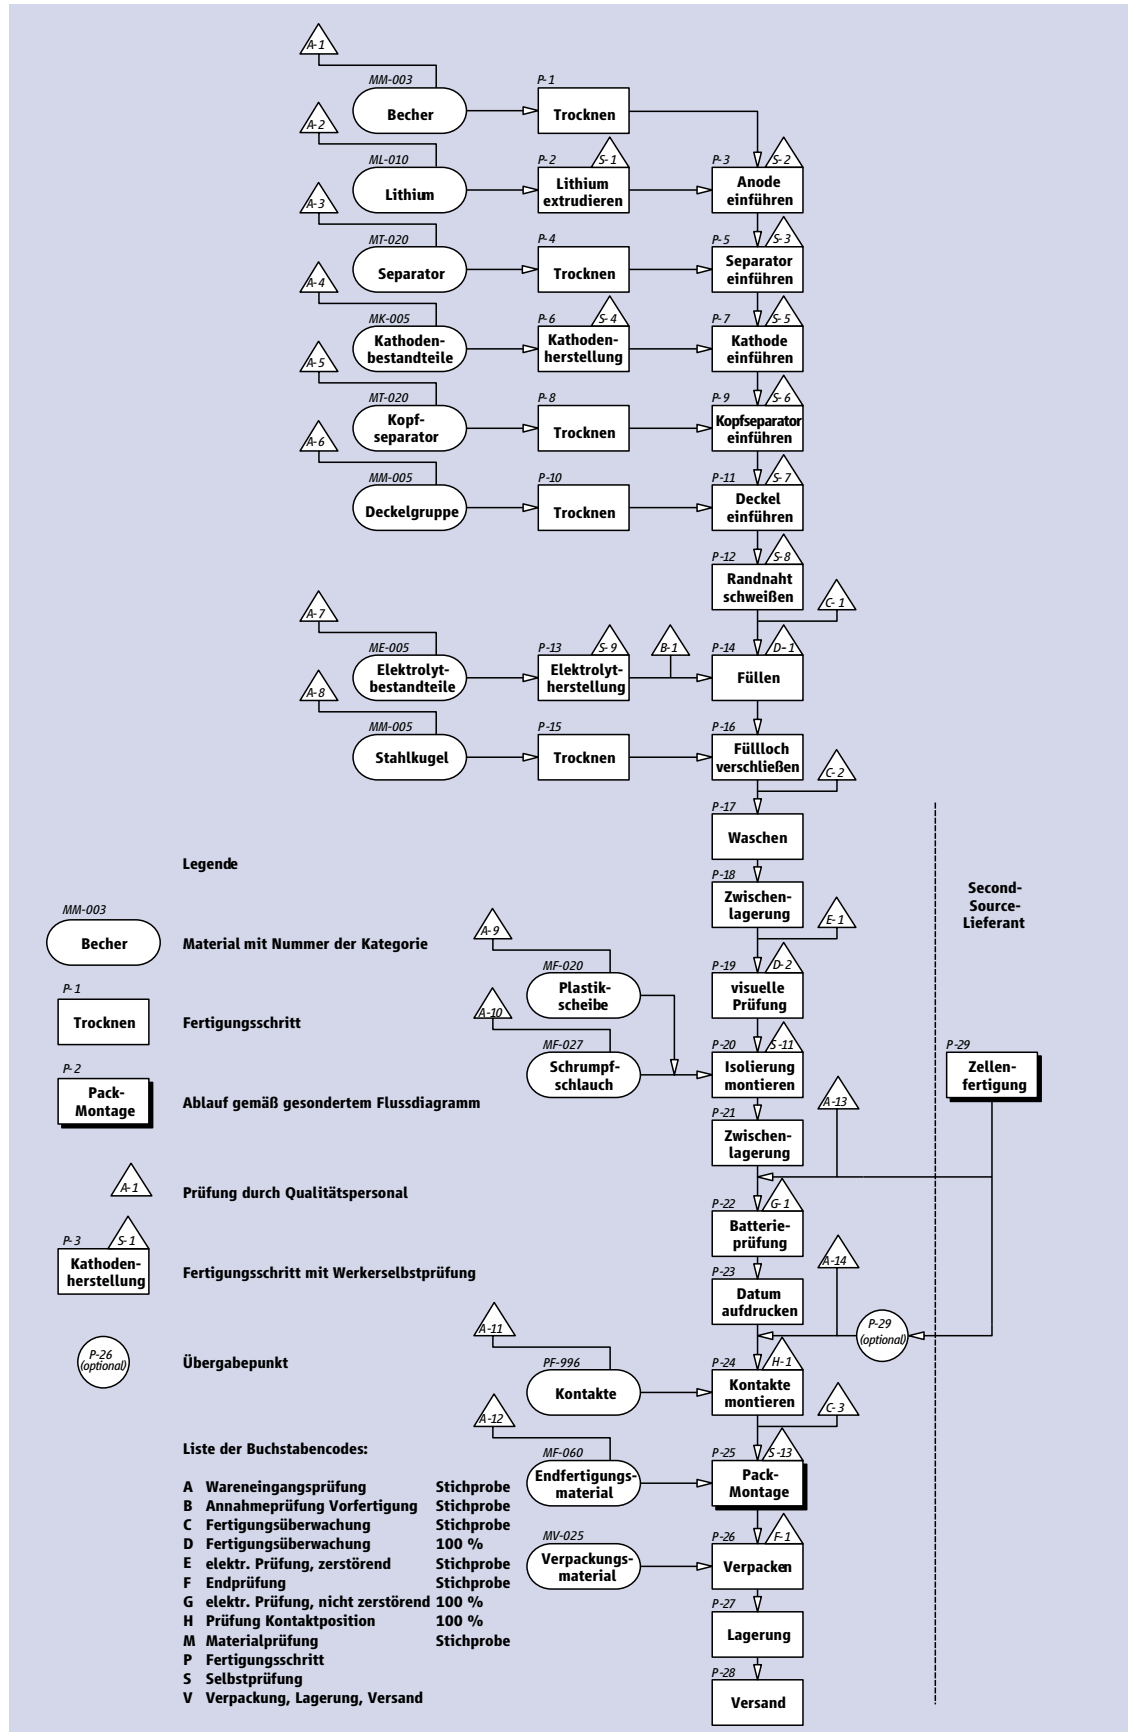 A-1
MM-003
P-1
Becher
Trocknen
A-2
ML-010
P-2
S-1
P-3
S-2
Lithium
Lithium
extrudieren
Anode
einführen
A-3
MT-020
P-4
P-5
S-3
Separator
Trocknen
Separator
einführen
A-4
MK-005
P-6
S-4
P-7
S-5
Kathoden-
bestandteile
Kathoden-
herstellung
Kathode
einführen
A-5
MT-020
P-8
P-9
S-6
Kopf-
separator
Trocknen
Kopfseparator
einführen
A-6
MM-005
P-10
P-11
S-7
Deckelgruppe
Trocknen
Deckel
einführen
P-12
S-8
Randnaht
schweißen
C-1
A-7
ME-005
P-13
S-9
B-1
P-14
D-1
Elektrolyt-
bestandteile
Elektrolyt-
herstellung
Füllen
A-8
MM-005
P-15
P-16
Stahlkugel
Trocknen
Füllloch
verschließen
C-2
P-17
Waschen
P-18
Zwischen-
lagerung
E-1
A-9
MF-020
P-19
D-2
Plastik-
scheibe
visuelle
Prüfung
A-10
MF-027
P-20
S-11
Schrumpf-
schlauch
Isolierung
montieren
P-21
Zwischen-
lagerung
A-13
P-22
G-1
Batterie-
prüfung
P-23
Datum
aufdrucken
A-14
P-29
(optional)
A-11
PF-996
P-24
H-1
Kontakte
Kontakte
montieren
C-3
A-12
MF-060
P-25
S-13
Endfertigungs-
material
Pack-
Montage
MV-025
P-26
F-1
Verpackungs-
material
Verpacken
P-27
Lagerung
P-28
Versand
Second-
Source-
Lieferant
P-29
Zellen-
fertigung
Legende
MM-003
Becher
Material mit Nummer der Kategorie
P-1
Trocknen
Fertigungsschritt
P-2
Pack-
Montage
Ablauf gemäß gesondertem Flussdiagramm
A-1
Prüfung durch Qualitätspersonal
P-3
S-1
Kathoden-
herstellung
Fertigungsschritt mit Werkerselbstprüfung
P-26
(optional)
Übergabepunkt
Liste der Buchstabencodes:
A Wareneingangsprüfung Stichprobe
B Annahmeprüfung Vorfertigung Stichprobe
C Fertigungsüberwachung Stichprobe
D Fertigungsüberwachung 100 %
E elektr. Prüfung, zerstörend Stichprobe
F Endprüfung Stichprobe
G elektr. Prüfung, nicht zerstörend 100 %
H Prüfung Kontaktposition 100 %
M Materialprüfung Stichprobe
P Fertigungsschritt
S Selbstprüfung
V Verpackung, Lagerung, Versand